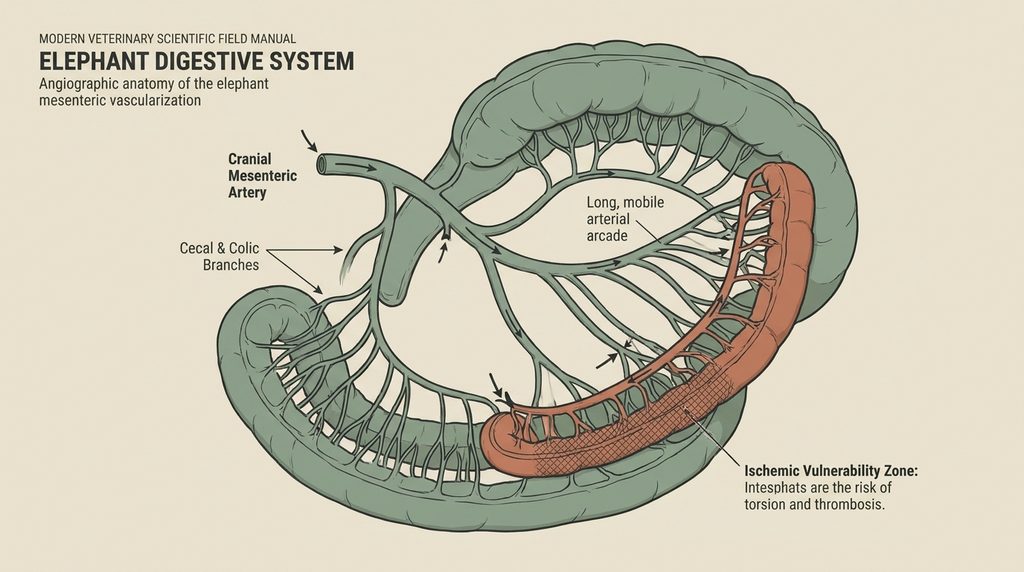 MODERN VETERINARY SCIENTIFIC FIELD MANUAL
ELEPHANT DIGESTIVE SYSTEM
Angiographic anatomy of the elephant
mesenteric vascularization
Cranial
Mesenteric
Artery
Long, mobile
arterial
arcade
Cecal & Colic
Branches
Ischemic Vulnerability Zone:
Intesphats are the risk of
torsion and thrombosis.